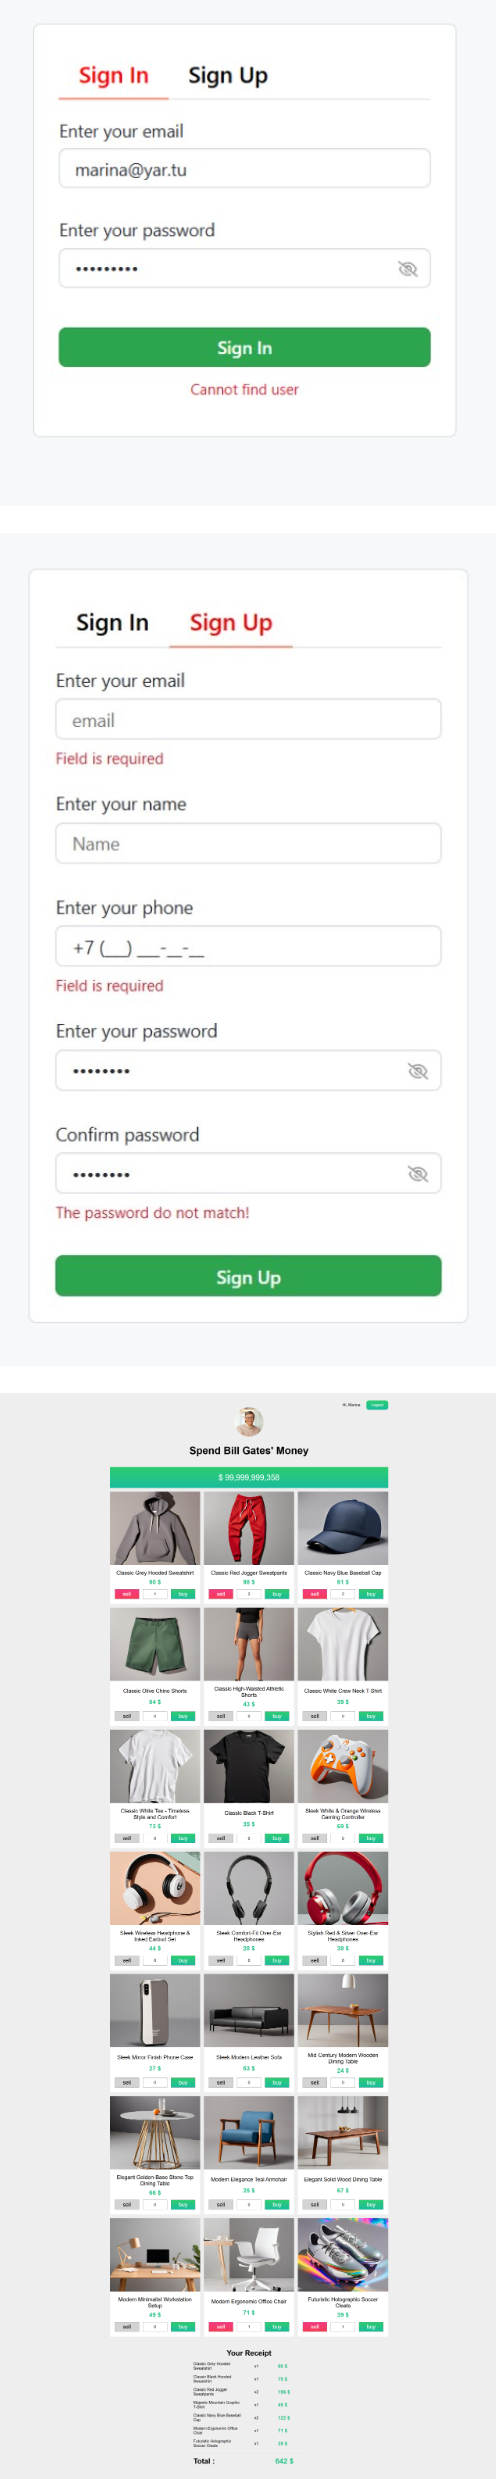 Sign In
Sign Up
Enter your email
marina@yar.tu
Enter your password
•••••••••
Sign In
Cannot find user
Sign In
Sign Up
Enter your email
email
Field is required
Enter your name
Name
Enter your phone
+7 (__) ___-__-__
Field is required
Enter your password
••••••••
Confirm password
••••••••
The password do not match!
Sign Up
Hi, Marina
Logout
Spend Bill Gates' Money
$ 99,999,999,358
Classic Grey Hooded Sweatshirt
Classic Red Jogger Sweatpants
Classic Navy Blue Baseball Cap
90 $
98 $
61 $
sell 1 buy
sell 2 buy
sell 2 buy
Classic Olive Chino Shorts
Classic High-Waisted Athletic
Shorts
Classic White Crew Neck T-Shirt
84 $
43 $
39 $
sell 0 buy
sell 0 buy
sell 0 buy
Classic White Tee - Timeless
Style and Comfort
Classic Black T-Shirt
Sleek White & Orange Wireless
Gaming Controller
73 $
35 $
69 $
sell 0 buy
sell 0 buy
sell 0 buy
Sleek Wireless Headphone &
Inked Earbud Set
Sleek Comfort-Fit Over-Ear
Headphones
Stylish Red & Silver Over-Ear
Headphones
44 $
28 $
39 $
sell 0 buy
sell 0 buy
sell 0 buy
Sleek Mirror Finish Phone Case
Sleek Modern Leather Sofa
Mid-Century Modern Wooden
Dining Table
27 $
53 $
24 $
sell 0 buy
sell 0 buy
sell 0 buy
Elegant Golden-Base Stone Top
Dining Table
Modern Elegance Teal Armchair
Elegant Solid Wood Dining Table
66 $
25 $
67 $
sell 0 buy
sell 0 buy
sell 0 buy
Modern Minimalist Workstation
Setup
Modern Ergonomic Office Chair
Futuristic Holographic Soccer
Cleats
49 $
71 $
39 $
sell 0 buy
sell 1 buy
sell 1 buy
Your Receipt
Classic Grey Hooded
Sweatshirt
x1
90 $
Classic Black Hooded
Sweatshirt
x1
79 $
Classic Red Jogger
Sweatpants
x2
196 $
Majestic Mountain Graphic
T-Shirt
x1
Classic Navy Blue Baseball
Cap
x2
122 $
Modern Ergonomic Office
Chair
x1
71 $
Futuristic Holographic
Soccer Cleats
x1
39 $
Total :
642 $